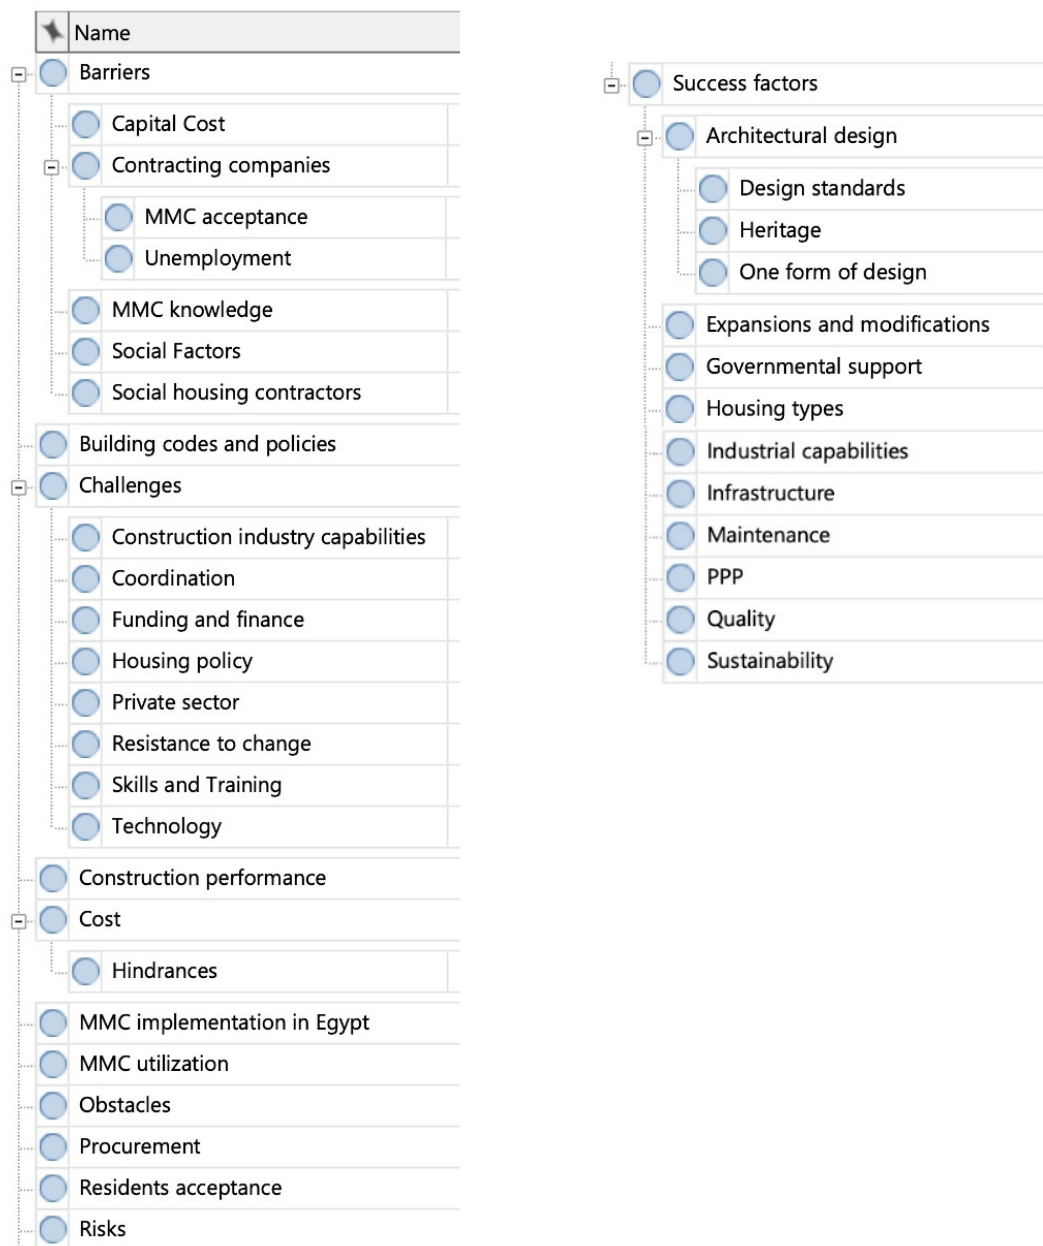 Name
Barriers
Capital Cost
Contracting companies
MMC acceptance
Unemployment
MMC knowledge
Social Factors
Social housing contractors
Building codes and policies
Challenges
Construction industry capabilities
Coordination
Funding and finance
Housing policy
Private sector
Resistance to change
Skills and Training
Technology
Construction performance
Cost
Hindrances
MMC implementation in Egypt
MMC utilization
Obstacles
Procurement
Residents acceptance
Risks
Success factors
Architectural design
Design standards
Heritage
One form of design
Expansions and modifications
Governmental support
Housing types
Industrial capabilities
Infrastructure
Maintenance
PPP
Quality
Sustainability